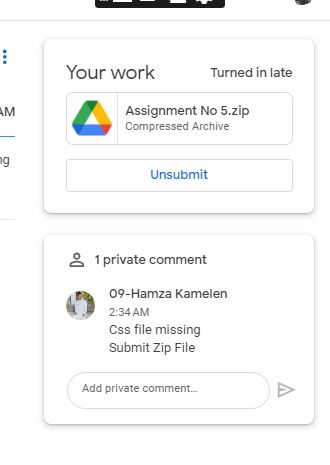 Your work
Turned in late
AM
Assignment No 5.zip
Compressed Archive
ng
Unsubmit
1 private comment
09-Hamza Kamelen
2:34 AM
Css file missing
Submit Zip File
Add private comment...